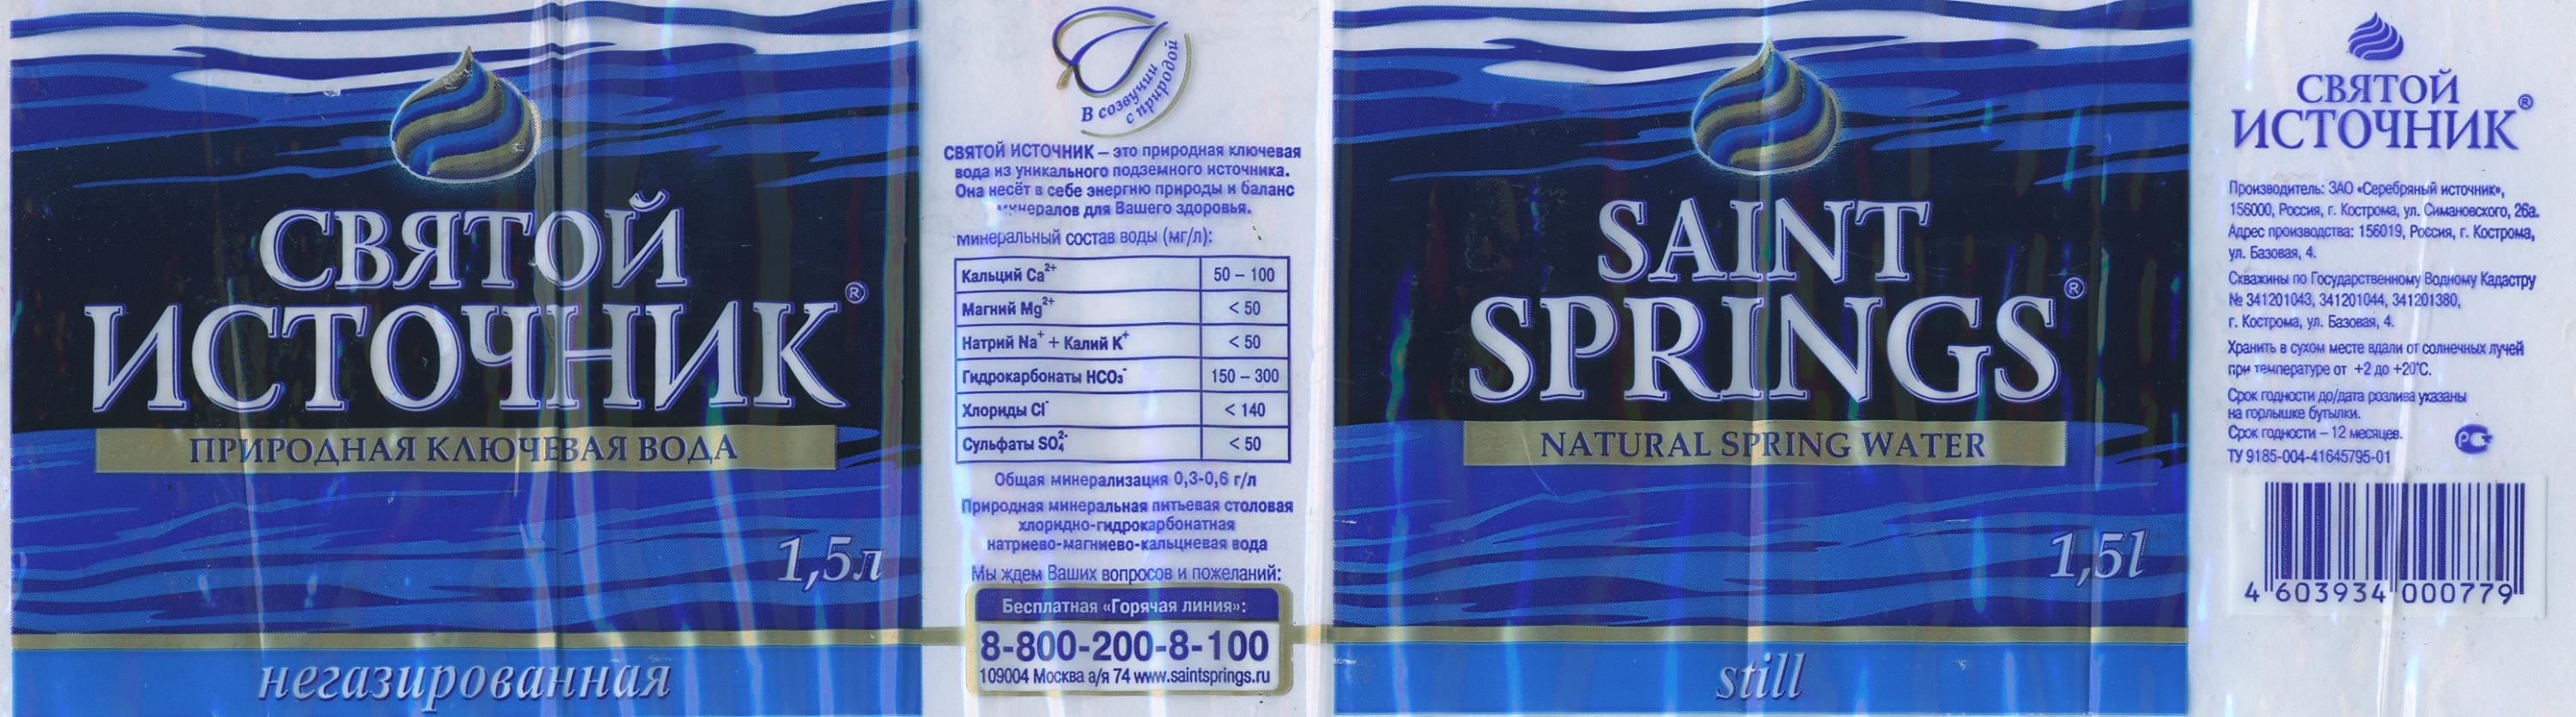 СВЯТОЙ
ИСТОЧНИК®
ПРИРОДНАЯ КЛЮЧЕВАЯ ВОДА
1,5л
негазированная
В созвучии
с природой
СВЯТОЙ ИСТОЧНИК – это природная ключевая
вода из уникального подземного источника.
Она несёт в себе энергию природы и баланс
минералов для Вашего здоровья.
минеральный состав воды (мг/л):
Кальций Ca²⁺ 50 – 100
Магний Mg²⁺ < 50
Натрий Na⁺ + Калий K⁺ < 50
Гидрокарбонаты HCO₃⁻ 150 – 300
Хлориды Cl⁻ < 140
Сульфаты SO₄²⁻ < 50
Общая минерализация 0,3-0,6 г/л
Природная минеральная питьевая столовая
хлоридно-гидрокарбонатная
натриево-магниево-кальциевая вода
Мы ждем Ваших вопросов и пожеланий:
Бесплатная «Горячая линия»:
8-800-200-8-100
109004 Москва а/я 74 www.saintsprings.ru
SAINT
SPRINGS®
NATURAL SPRING WATER
1,5l
still
СВЯТОЙ
ИСТОЧНИК®
Производитель: ЗАО «Серебряный источник»,
156000, Россия, г. Кострома, ул. Симановского, 26а.
Адрес производства: 156019, Россия, г. Кострома,
ул. Базовая, 4.
Скважины по Государственному Водному Кадастру
№ 341201043, 341201044, 341201380,
г. Кострома, ул. Базовая, 4.
Хранить в сухом месте вдали от солнечных лучей
при температуре от +2 до +20°С.
Срок годности до/дата розлива указаны
на горлышке бутылки.
Срок годности – 12 месяцев.
ТУ 9185-004-41645795-01
4 603934 000779